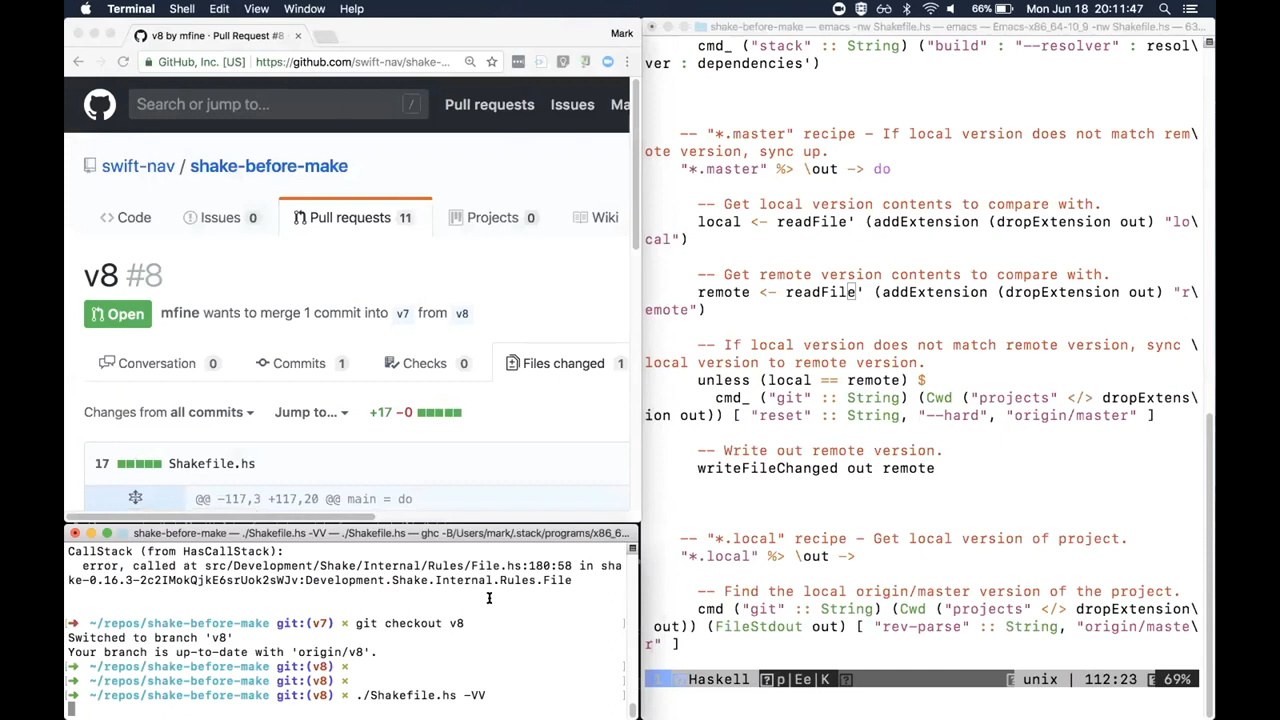 Terminal Shell Edit View Window Help 66% Mon Jun 18 20:11:47
v8 by mfine · Pull Request #8 Mark
GitHub, Inc. [US] https://github.com/swift-nav/shake-...
Search or jump to... / Pull requests Issues Ma
swift-nav / shake-before-make
<> Code Issues 0 Pull requests 11 Projects 0 Wiki
v8 #8
Open mfine wants to merge 1 commit into v7 from v8
Conversation 0 Commits 1 Checks 0 Files changed 1
Changes from all commits Jump to... +17 −0
17 Shakefile.hs
@@ -117,3 +117,20 @@ main = do
shake-before-make — ./Shakefile.hs -VV — ./Shakefile.hs — ghc -B/Users/mark/.stack/programs/x86_6...
CallStack (from HasCallStack):
error, called at src/Development/Shake/Internal/Rules/File.hs:180:58 in sha
ke-0.16.3-2c2IMokQjkE6srUok2sWJv:Development.Shake.Internal.Rules.File
➜ ~/repos/shake-before-make git:(v7) × git checkout v8
Switched to branch 'v8'
Your branch is up-to-date with 'origin/v8'.
➜ ~/repos/shake-before-make git:(v8) ×
➜ ~/repos/shake-before-make git:(v8) ×
➜ ~/repos/shake-before-make git:(v8) × ./Shakefile.hs -VV
shake-before-make — emacs -nw Shakefile.hs — emacs — Emacs-x86_64-10_9 -nw Shakefile.hs — 63...
cmd_ ("stack" :: String) ("build" : "--resolver" : resol\
ver : dependencies')
-- "*.master" recipe - If local version does not match rem\
ote version, sync up.
"*.master" %> \out -> do
-- Get local version contents to compare with.
local <- readFile' (addExtension (dropExtension out) "lo\
cal")
-- Get remote version contents to compare with.
remote <- readFile' (addExtension (dropExtension out) "r\
emote")
-- If local version does not match remote version, sync \
local version to remote version.
unless (local == remote) $
cmd_ ("git" :: String) (Cwd ("projects" </> dropExtens\
ion out)) [ "reset" :: String, "--hard", "origin/master" ]
-- Write out remote version.
writeFileChanged out remote
-- "*.local" recipe - Get local version of project.
"*.local" %> \out ->
-- Find the local origin/master version of the project.
cmd ("git" :: String) (Cwd ("projects" </> dropExtension\
out)) (FileStdout out) [ "rev-parse" :: String, "origin/maste\
r" ]
1 Haskell p|Ee|K unix | 112:23 69%